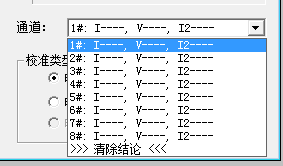 通道: 1#: I----, V----, I2----
1#: I----, V----, I2----
2#: I----, V----, I2----
3#: I----, V----, I2----
4#: I----, V----, I2----
校准类型
5#: I----, V----, I2----
6#: I----, V----, I2----
7#: I----, V----, I2----
8#: I----, V----, I2----
>>> 清除结论 <<<